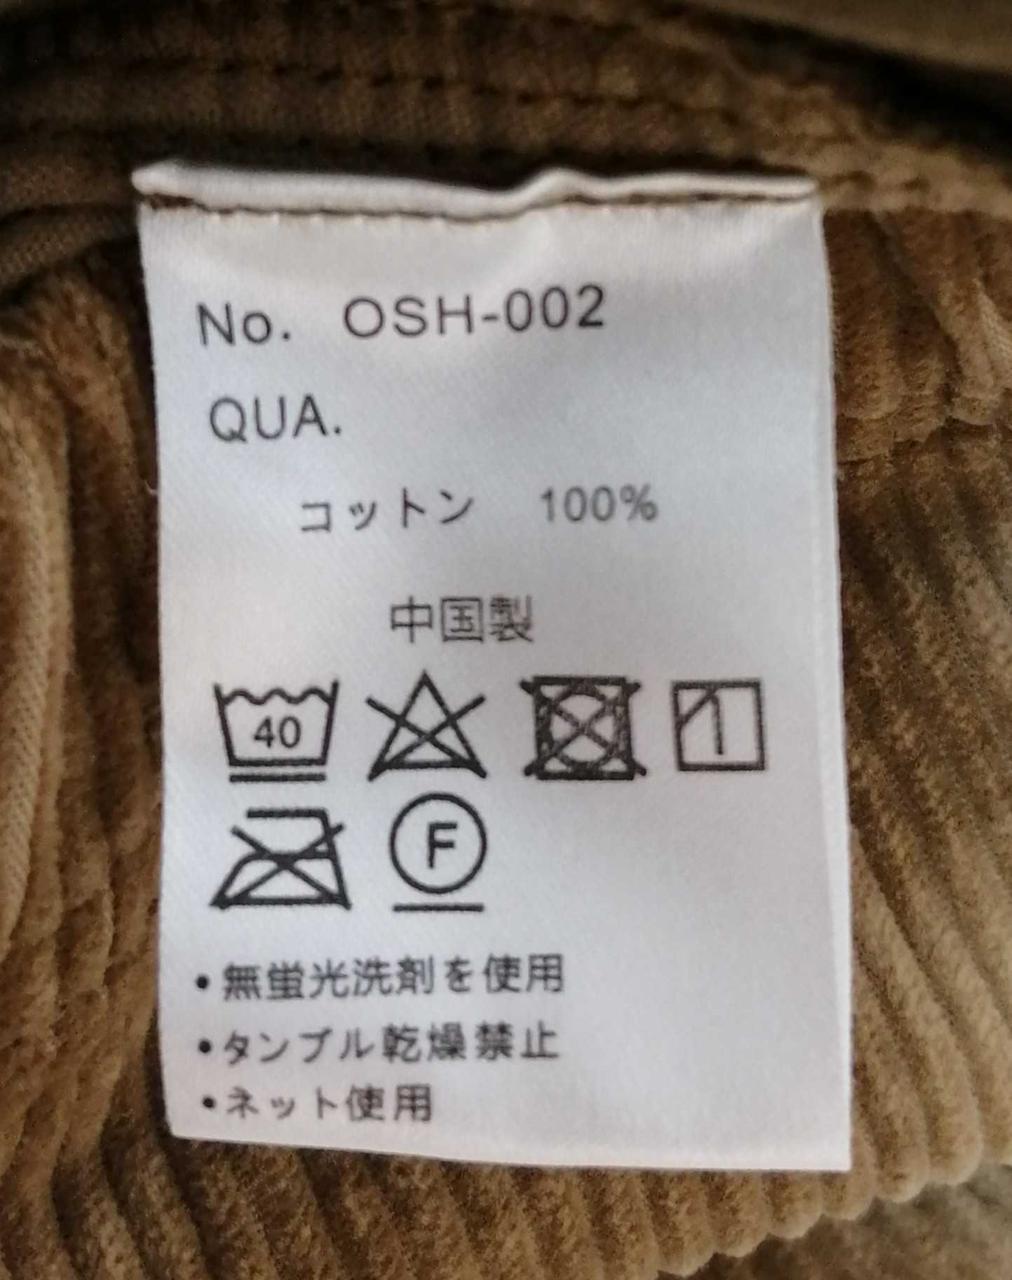 No. OSH-002
QUA.
コットン 100%
中国製
40
F
・無蛍光洗剤を使用
・タンブル乾燥禁止
・ネット使用